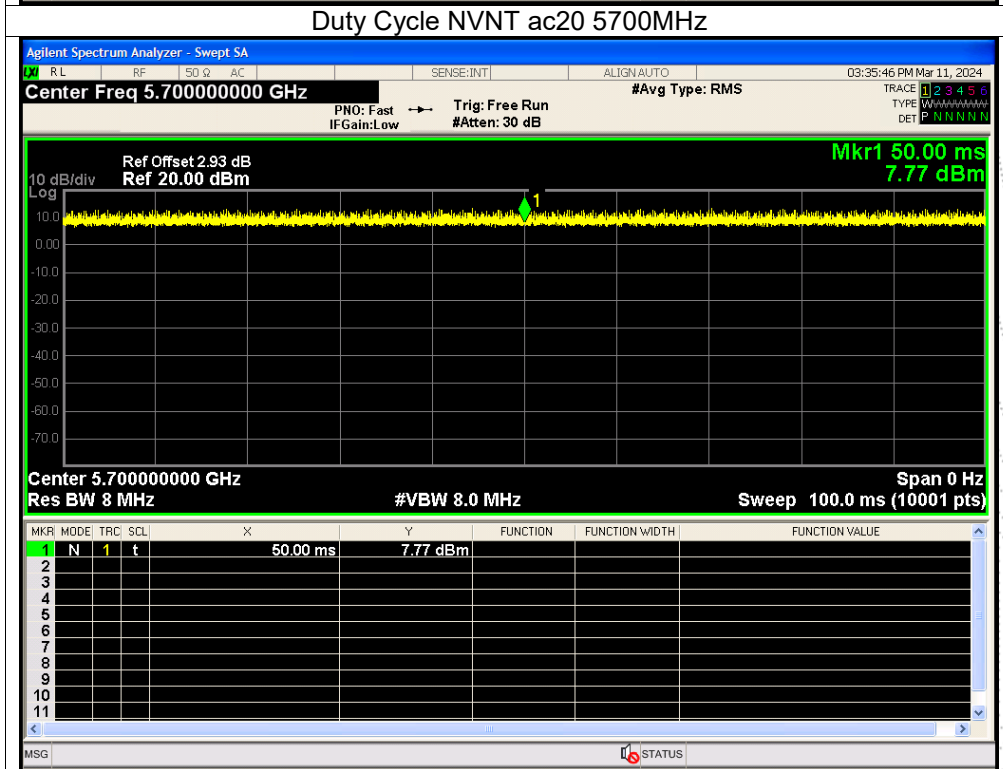 Duty Cycle NVNT ac20 5700MHz
Agilent Spectrum Analyzer - Swept SA
LXI RL RF 50 Ω AC SENSE:INT ALIGN AUTO 03:35:46 PM Mar 11, 2024
Center Freq 5.700000000 GHz #Avg Type: RMS TRACE 1 2 3 4 5 6
PNO: Fast Trig: Free Run TYPE WWWWWW
IFGain:Low #Atten: 30 dB DET P N N N N N
Mkr1 50.00 ms
Ref Offset 2.93 dB
10 dB/div Ref 20.00 dBm 7.77 dBm
Log
1
10.0
0.00
-10.0
-20.0
-30.0
-40.0
-50.0
-60.0
-70.0
Center 5.700000000 GHz Span 0 Hz
Res BW 8 MHz #VBW 8.0 MHz Sweep 100.0 ms (10001 pts)
MKR MODE TRC SCL X Y FUNCTION FUNCTION WIDTH FUNCTION VALUE
1 N 1 t 50.00 ms 7.77 dBm
2
3
4
5
6
7
8
9
10
11
MSG STATUS